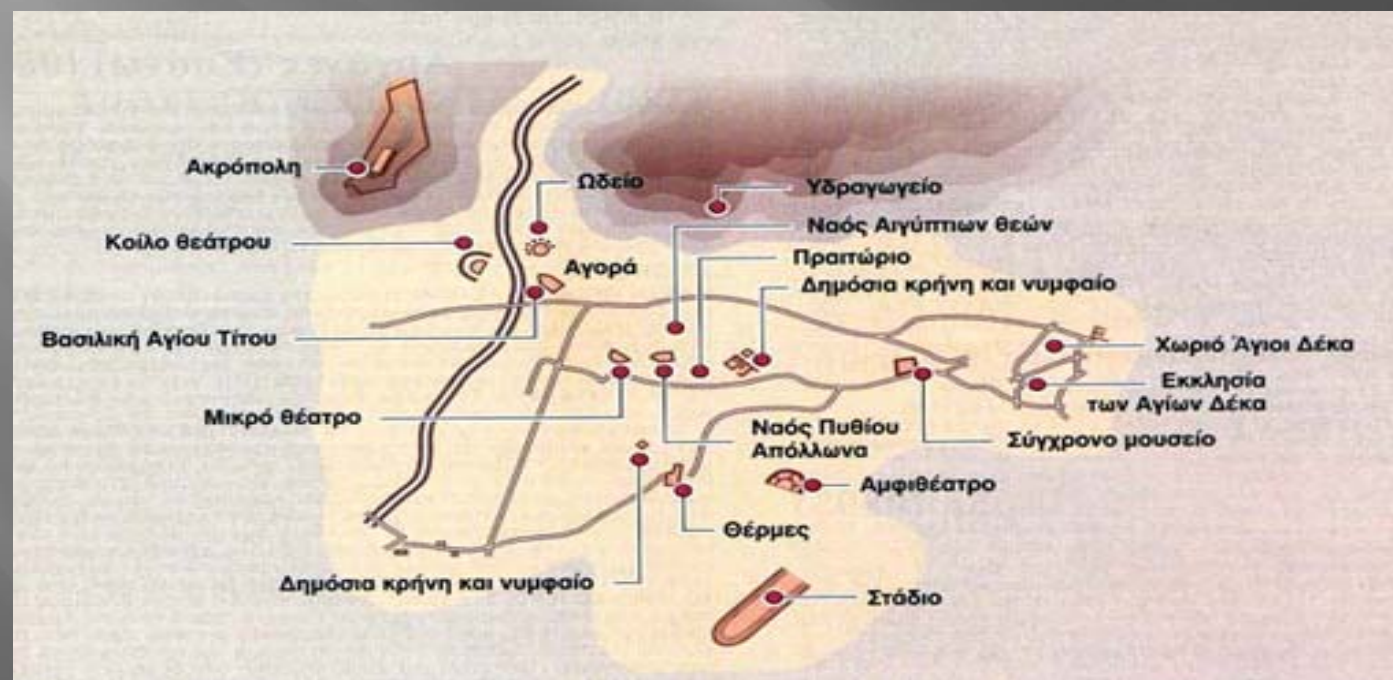 Ακρόπολη
Ωδείο
Υδραγωγείο
Κοίλο θεάτρου
Ναός Αιγύπτιων θεών
Αγορά
Πραιτώριο
Δημόσια κρήνη και νυμφαίο
Βασιλική Αγίου Τίτου
Χωριό Άγιοι Δέκα
Εκκλησία
των Αγίων Δέκα
Μικρό θέατρο
Ναός Πυθίου
Απόλλωνα
Σύγχρονο μουσείο
Αμφιθέατρο
Θέρμες
Δημόσια κρήνη και νυμφαίο
Στάδιο